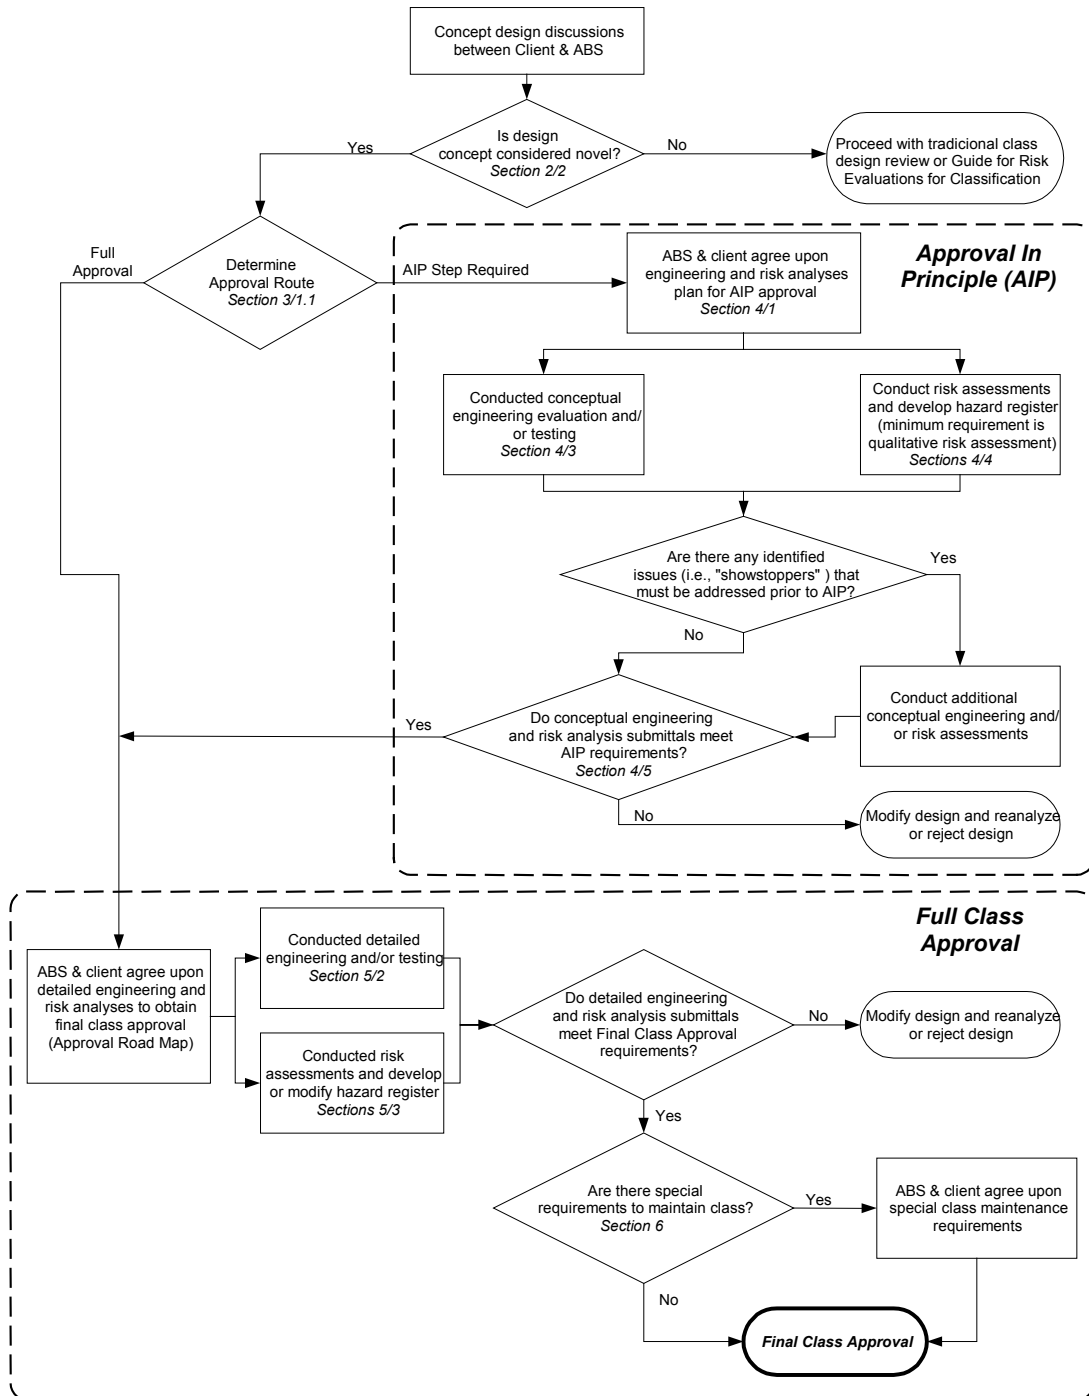 Concept design discussions
between Client & ABS
Is design
concept considered novel?
Section 2/2
Yes
No
Proceed with tradicional class
design review or Guide for Risk
Evaluations for Classification
Full
Approval
Determine
Approval Route
Section 3/1.1
AIP Step Required
ABS & client agree upon
engineering and risk analyses
plan for AIP approval
Section 4/1
Approval In
Principle (AIP)
Conducted conceptual
engineering evaluation and/
or testing
Section 4/3
Conduct risk assessments
and develop hazard register
(minimum requirement is
qualitative risk assessment)
Sections 4/4
Are there any identified
issues (i.e., "showstoppers" ) that
must be addressed prior to AIP?
Yes
No
Conduct additional
conceptual engineering and/
or risk assessments
Do conceptual engineering
and risk analysis submittals meet
AIP requirements?
Section 4/5
Yes
No
Modify design and reanalyze
or reject design
Full Class
Approval
ABS & client agree upon
detailed engineering and
risk analyses to obtain
final class approval
(Approval Road Map)
Conducted detailed
engineering and/or testing
Section 5/2
Conducted risk
assessments and develop
or modify hazard register
Sections 5/3
Do detailed engineering
and risk analysis submittals
meet Final Class Approval
requirements?
No
Modify design and reanalyze
or reject design
Yes
Are there special
requirements to maintain class?
Section 6
Yes
ABS & client agree upon
special class maintenance
requirements
No
Final Class Approval